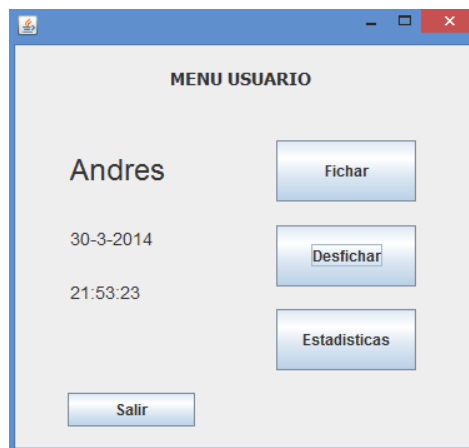 MENU USUARIO
Andres
Fichar
30-3-2014
Desfichar
21:53:23
Estadisticas
Salir